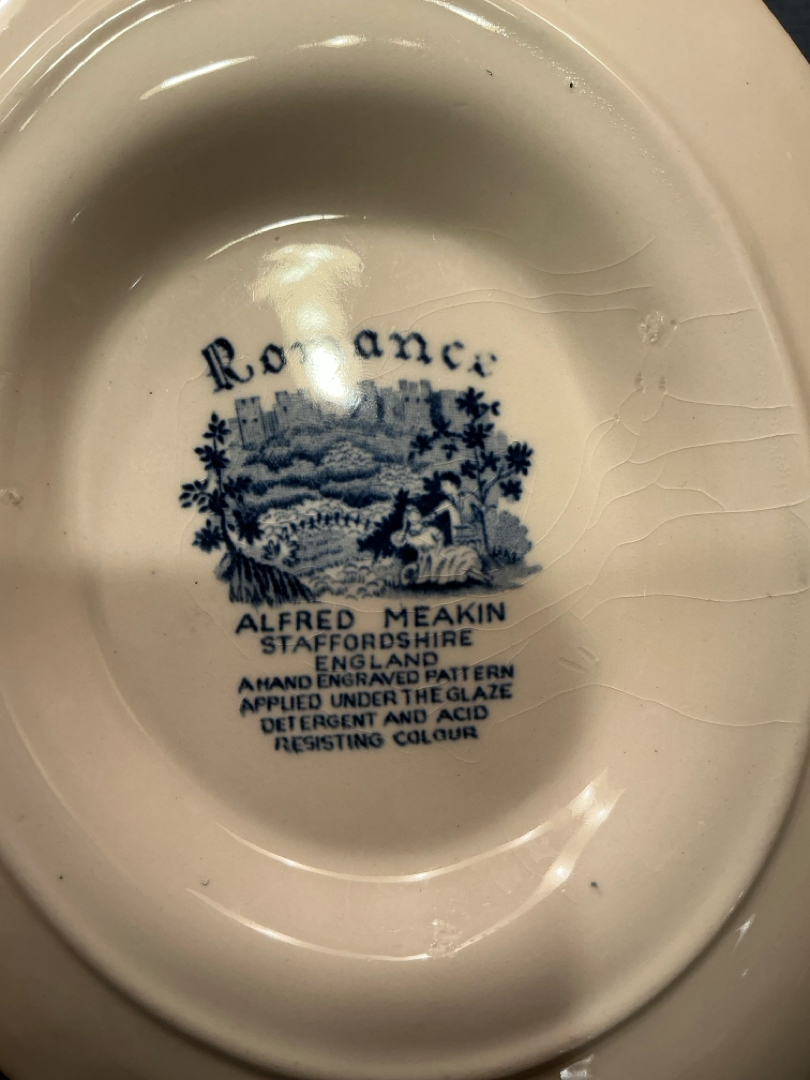 Romance
ALFRED MEAKIN
STAFFORDSHIRE
ENGLAND
A HAND ENGRAVED PATTERN
APPLIED UNDER THE GLAZE
DETERGENT AND ACID
RESISTING COLOUR